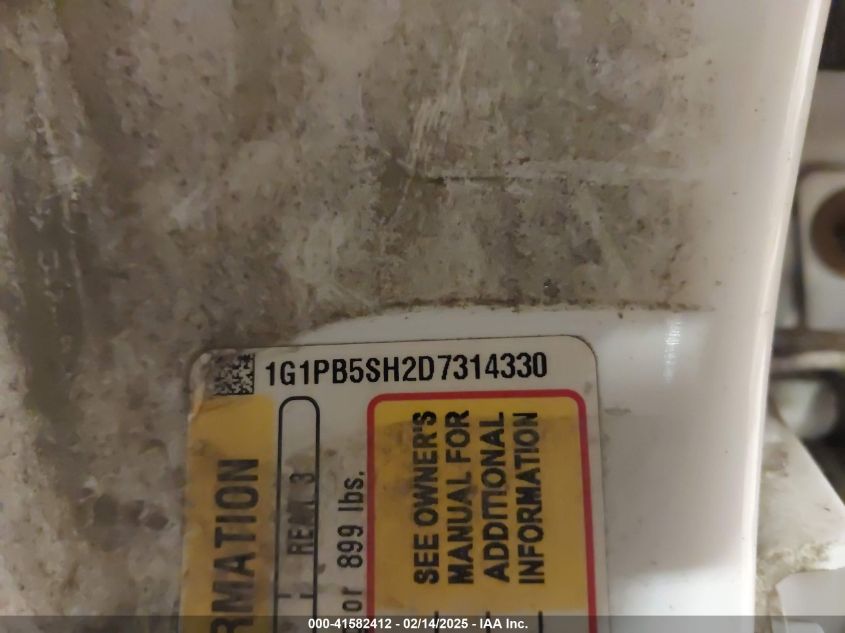 1G1PB5SH2D7314330
RMATION
REAR 3
or 899 lbs.
SEE OWNER'S
MANUAL FOR
ADDITIONAL
INFORMATION
000-41582412 - 02/14/2025 - IAA Inc.